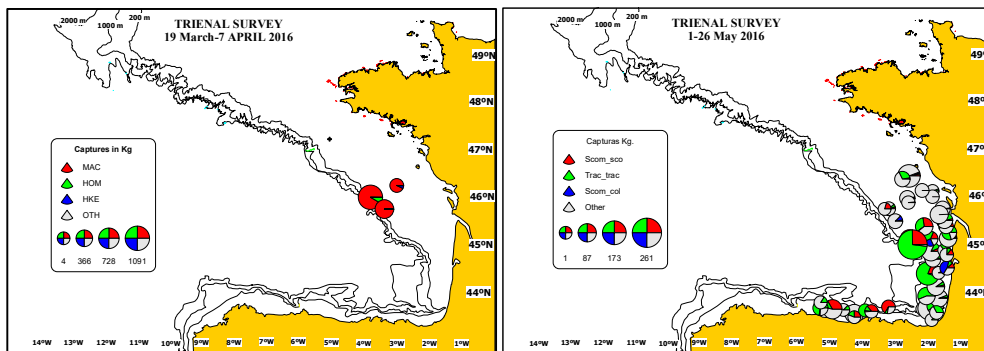 2000 m
200 m
1000 m
TRIENAL SURVEY
19 March-7 APRIL 2016
49ºN
48ºN
47ºN
46ºN
45ºN
44ºN
Captures in Kg
MAC
HOM
HKE
OTH
4 366 728 1091
14ºW 13ºW 12ºW 11ºW 10ºW 9ºW 8ºW 7ºW 6ºW 5ºW 4ºW 3ºW 2ºW 1ºW
2000 m
200 m
1000 m
TRIENAL SURVEY
1-26 May 2016
49ºN
48ºN
47ºN
46ºN
45ºN
44ºN
Capturas Kg.
Scom_sco
Trac_trac
Scom_col
Other
1 87 173 261
14ºW 13ºW 12ºW 11ºW 10ºW 9ºW 8ºW 7ºW 6ºW 5ºW 4ºW 3ºW 2ºW 1ºW